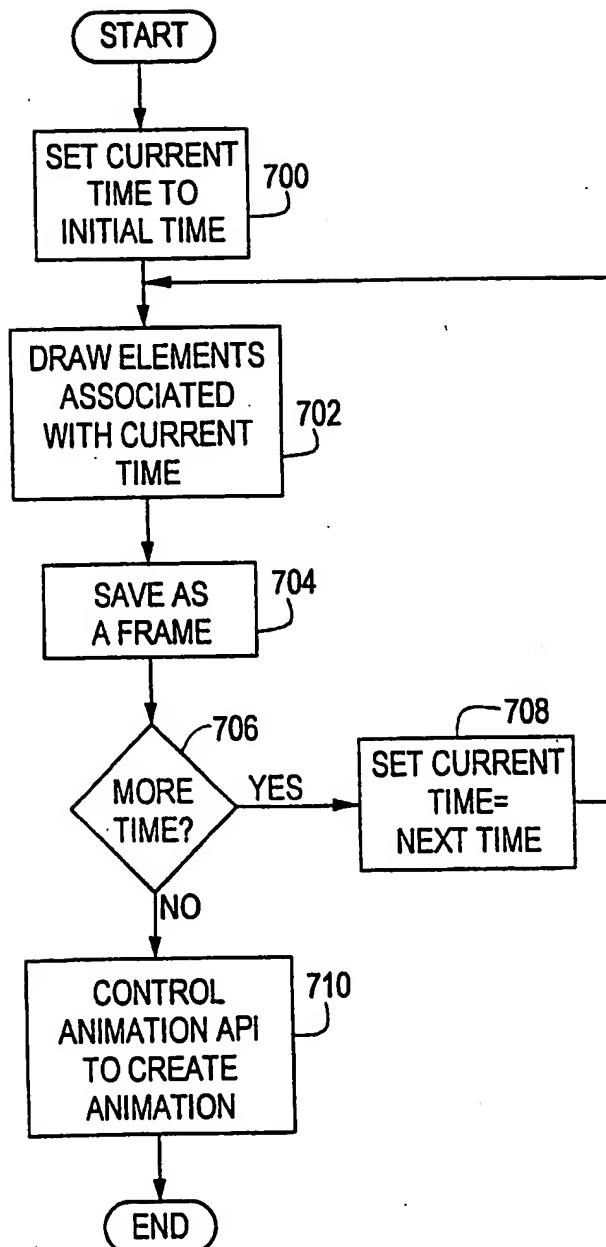 START
SET CURRENT
TIME TO
INITIAL TIME
700
DRAW ELEMENTS
ASSOCIATED
WITH CURRENT
TIME
702
SAVE AS
A FRAME
704
706
MORE
TIME?
YES
708
SET CURRENT
TIME=
NEXT TIME
NO
CONTROL
ANIMATION API
TO CREATE
ANIMATION
710
END